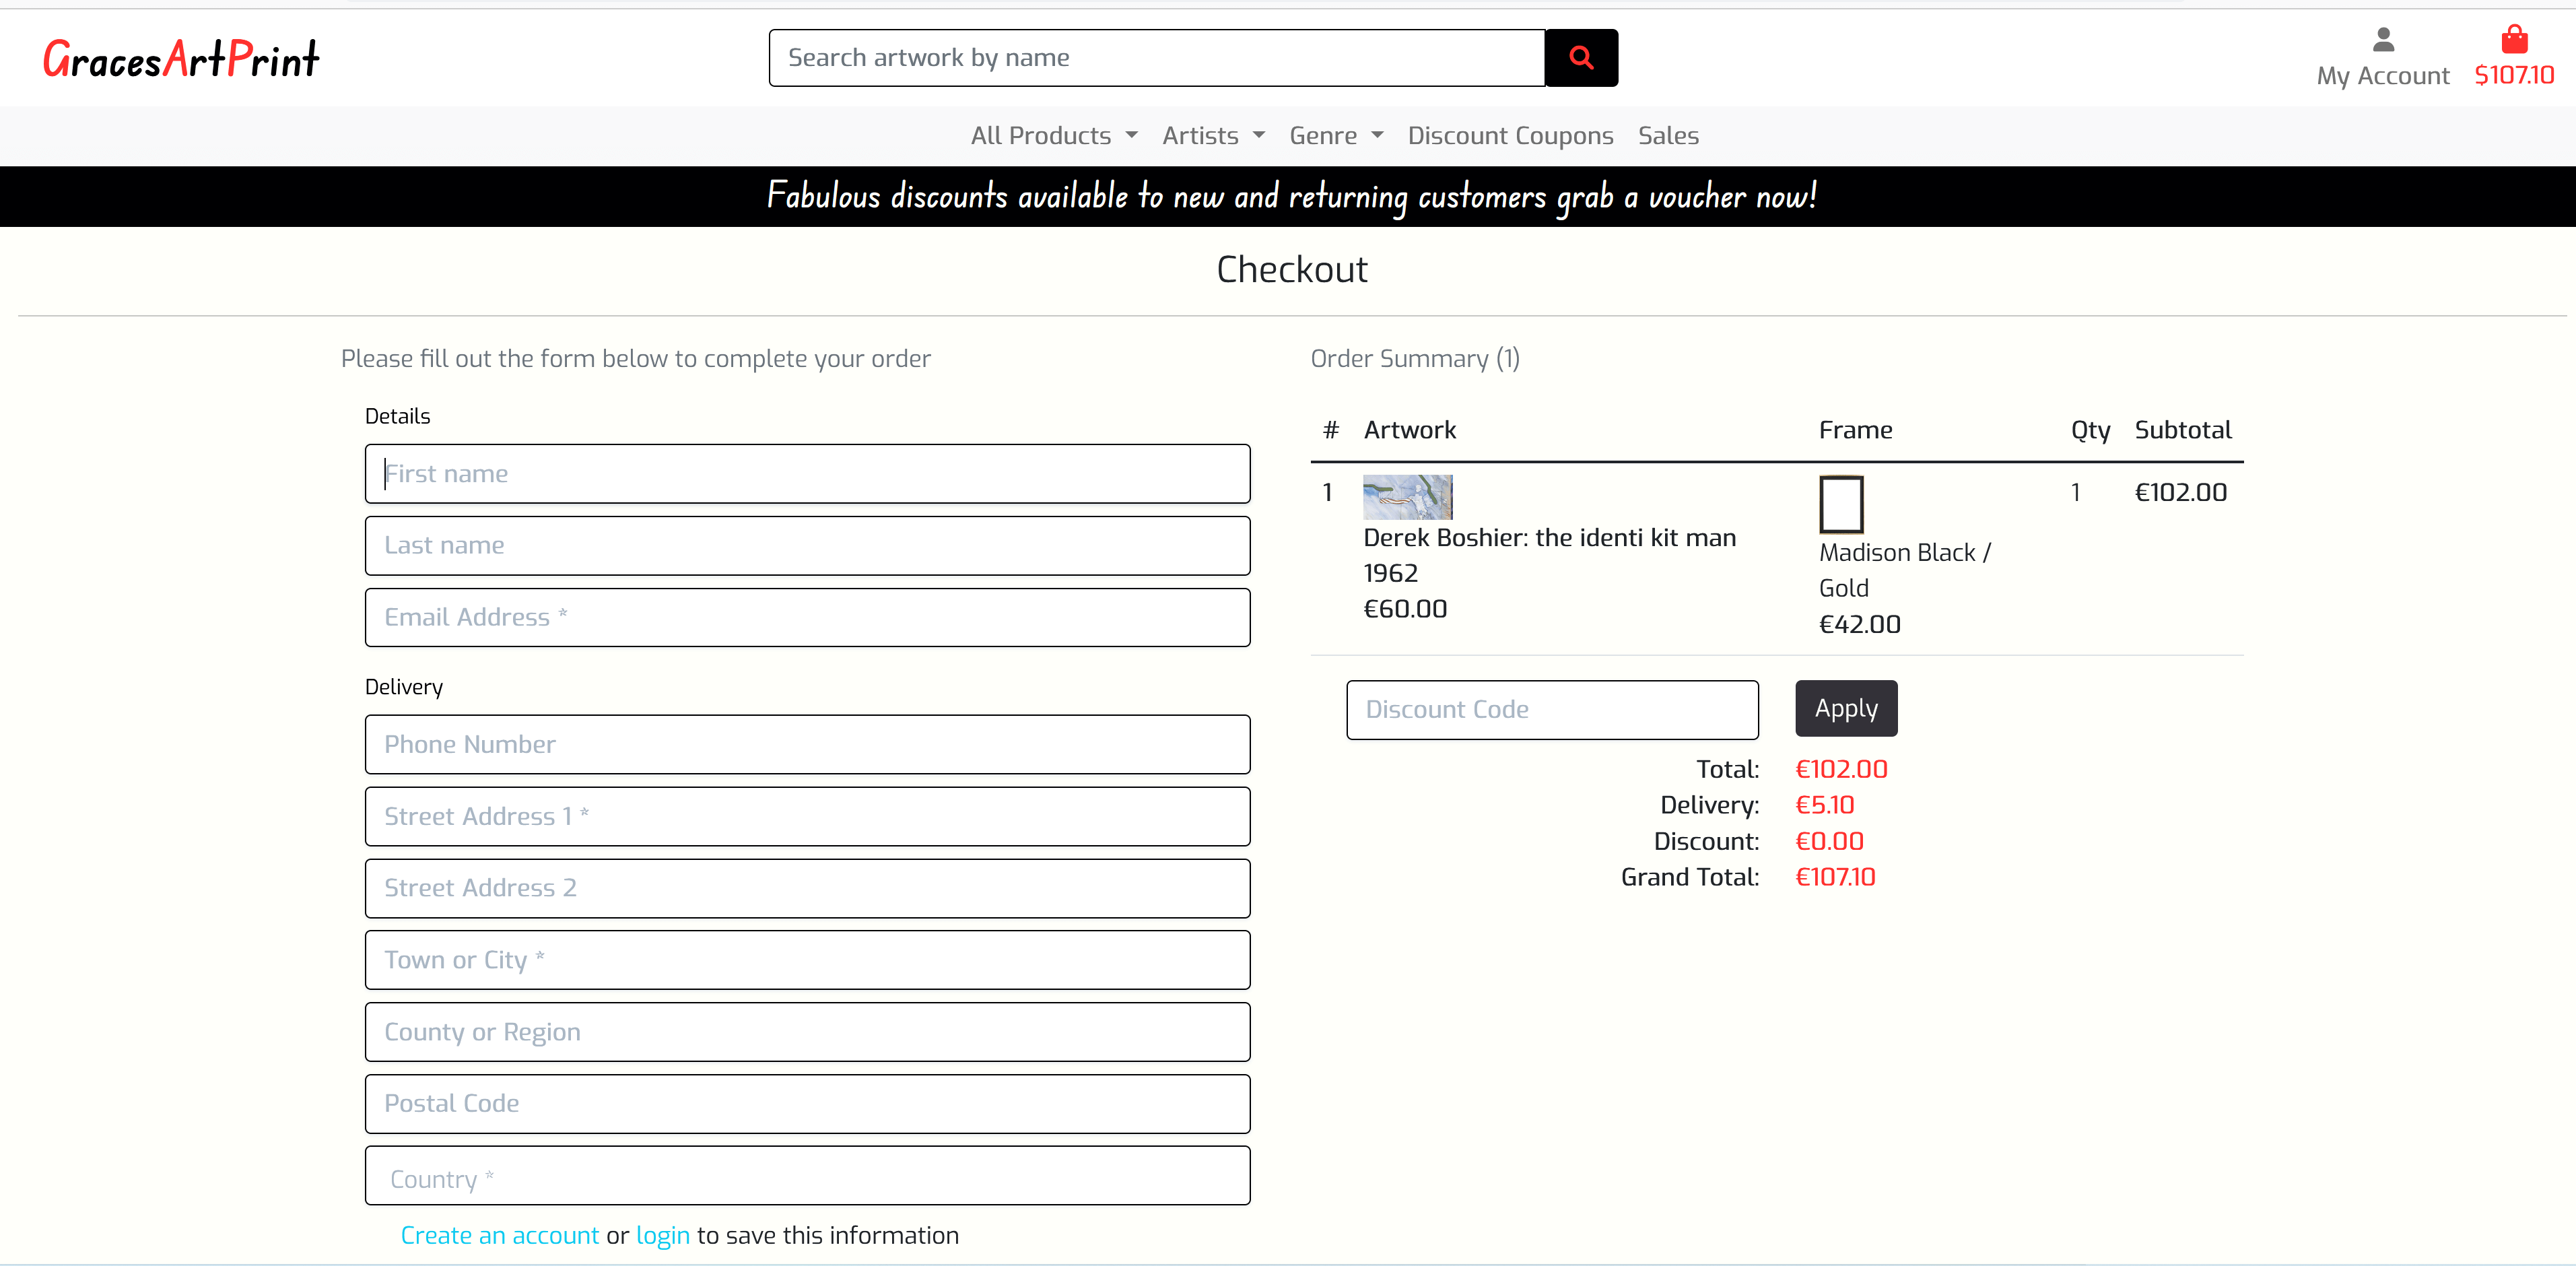 GracesArtPrint
Search artwork by name
My Account
$107.10
All Products Artists Genre Discount Coupons Sales
Fabulous discounts available to new and returning customers grab a voucher now!
Checkout
Please fill out the form below to complete your order
Details
First name
Last name
Email Address *
Delivery
Phone Number
Street Address 1 *
Street Address 2
Town or City *
County or Region
Postal Code
Country *
Create an account or login to save this information
Order Summary (1)
# Artwork Frame Qty Subtotal
1
Derek Boshier: the identi kit man
1962
€60.00
Madison Black /
Gold
€42.00
1
€102.00
Discount Code
Apply
Total: €102.00
Delivery: €5.10
Discount: €0.00
Grand Total: €107.10